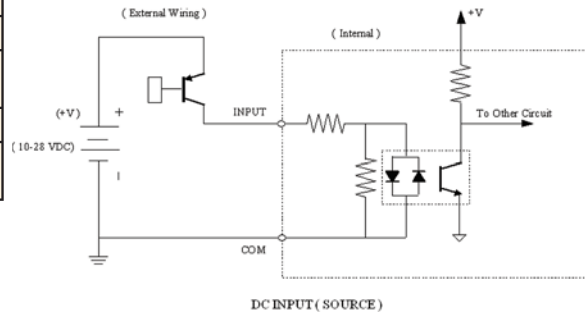 ( External Wiring )
+V
( Internal )
(+V)
+
INPUT
To Other Circuit
( 10-28 VDC)
COM
DC INPUT ( SOURCE )